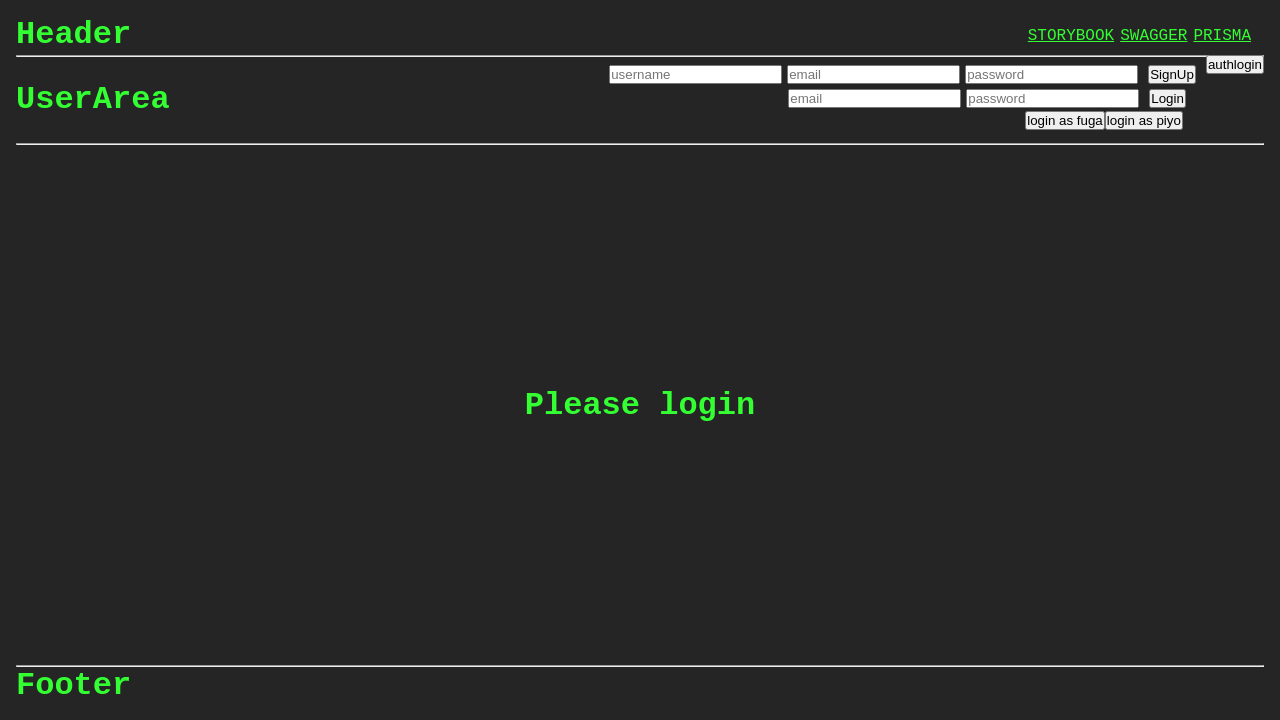 Header STORYBOOK SWAGGER PRISMA
authlogin
username email password SignUp
UserArea
email password Login
login as fuga login as piyo
Please login
Footer